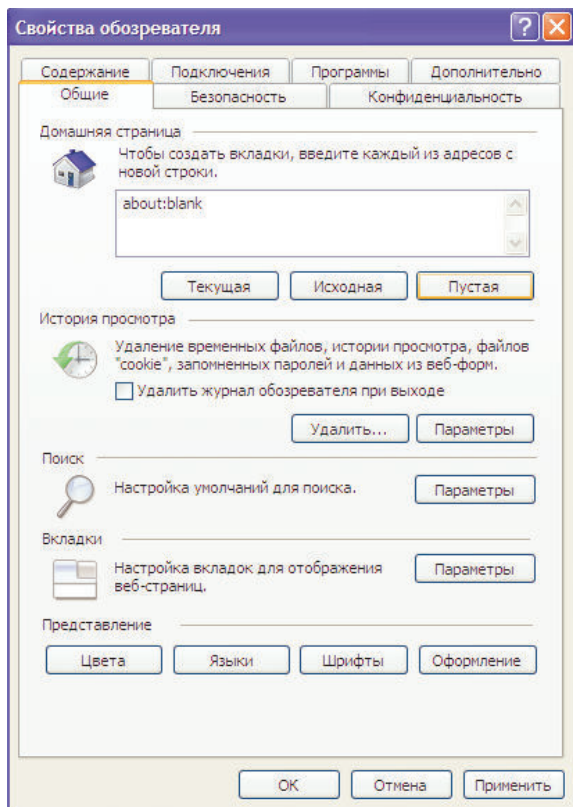 Свойства обозревателя
Содержание Подключения Программы Дополнительно
Общие Безопасность Конфиденциальность
Домашняя страница
Чтобы создать вкладки, введите каждый из адресов с
новой строки.
about:blank
Текущая Исходная Пустая
История просмотра
Удаление временных файлов, истории просмотра, файлов
"cookie", запомненных паролей и данных из веб-форм.
Удалить журнал обозревателя при выходе
Удалить... Параметры
Поиск
Настройка умолчаний для поиска. Параметры
Вкладки
Настройка вкладок для отображения
веб-страниц.
Параметры
Представление
Цвета Языки Шрифты Оформление
ОК Отмена Применить